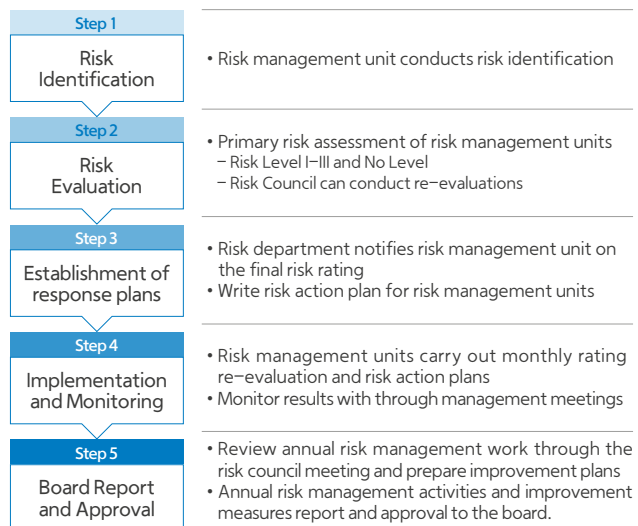 Step 1
Risk
Identification
• Risk management unit conducts risk identification
Step 2
Risk
Evaluation
• Primary risk assessment of risk management units
– Risk Level I–III and No Level
– Risk Council can conduct re–evaluations
Step 3
Establishment of
response plans
• Risk department notifies risk management unit on
the final risk rating
• Write risk action plan for risk management units
Step 4
Implementation
and Monitoring
• Risk management units carry out monthly rating
re–evaluation and risk action plans
• Monitor results with through management meetings
Step 5
Board Report
and Approval
• Review annual risk management work through the
risk council meeting and prepare improvement plans
• Annual risk management activities and improvement
measures report and approval to the board.